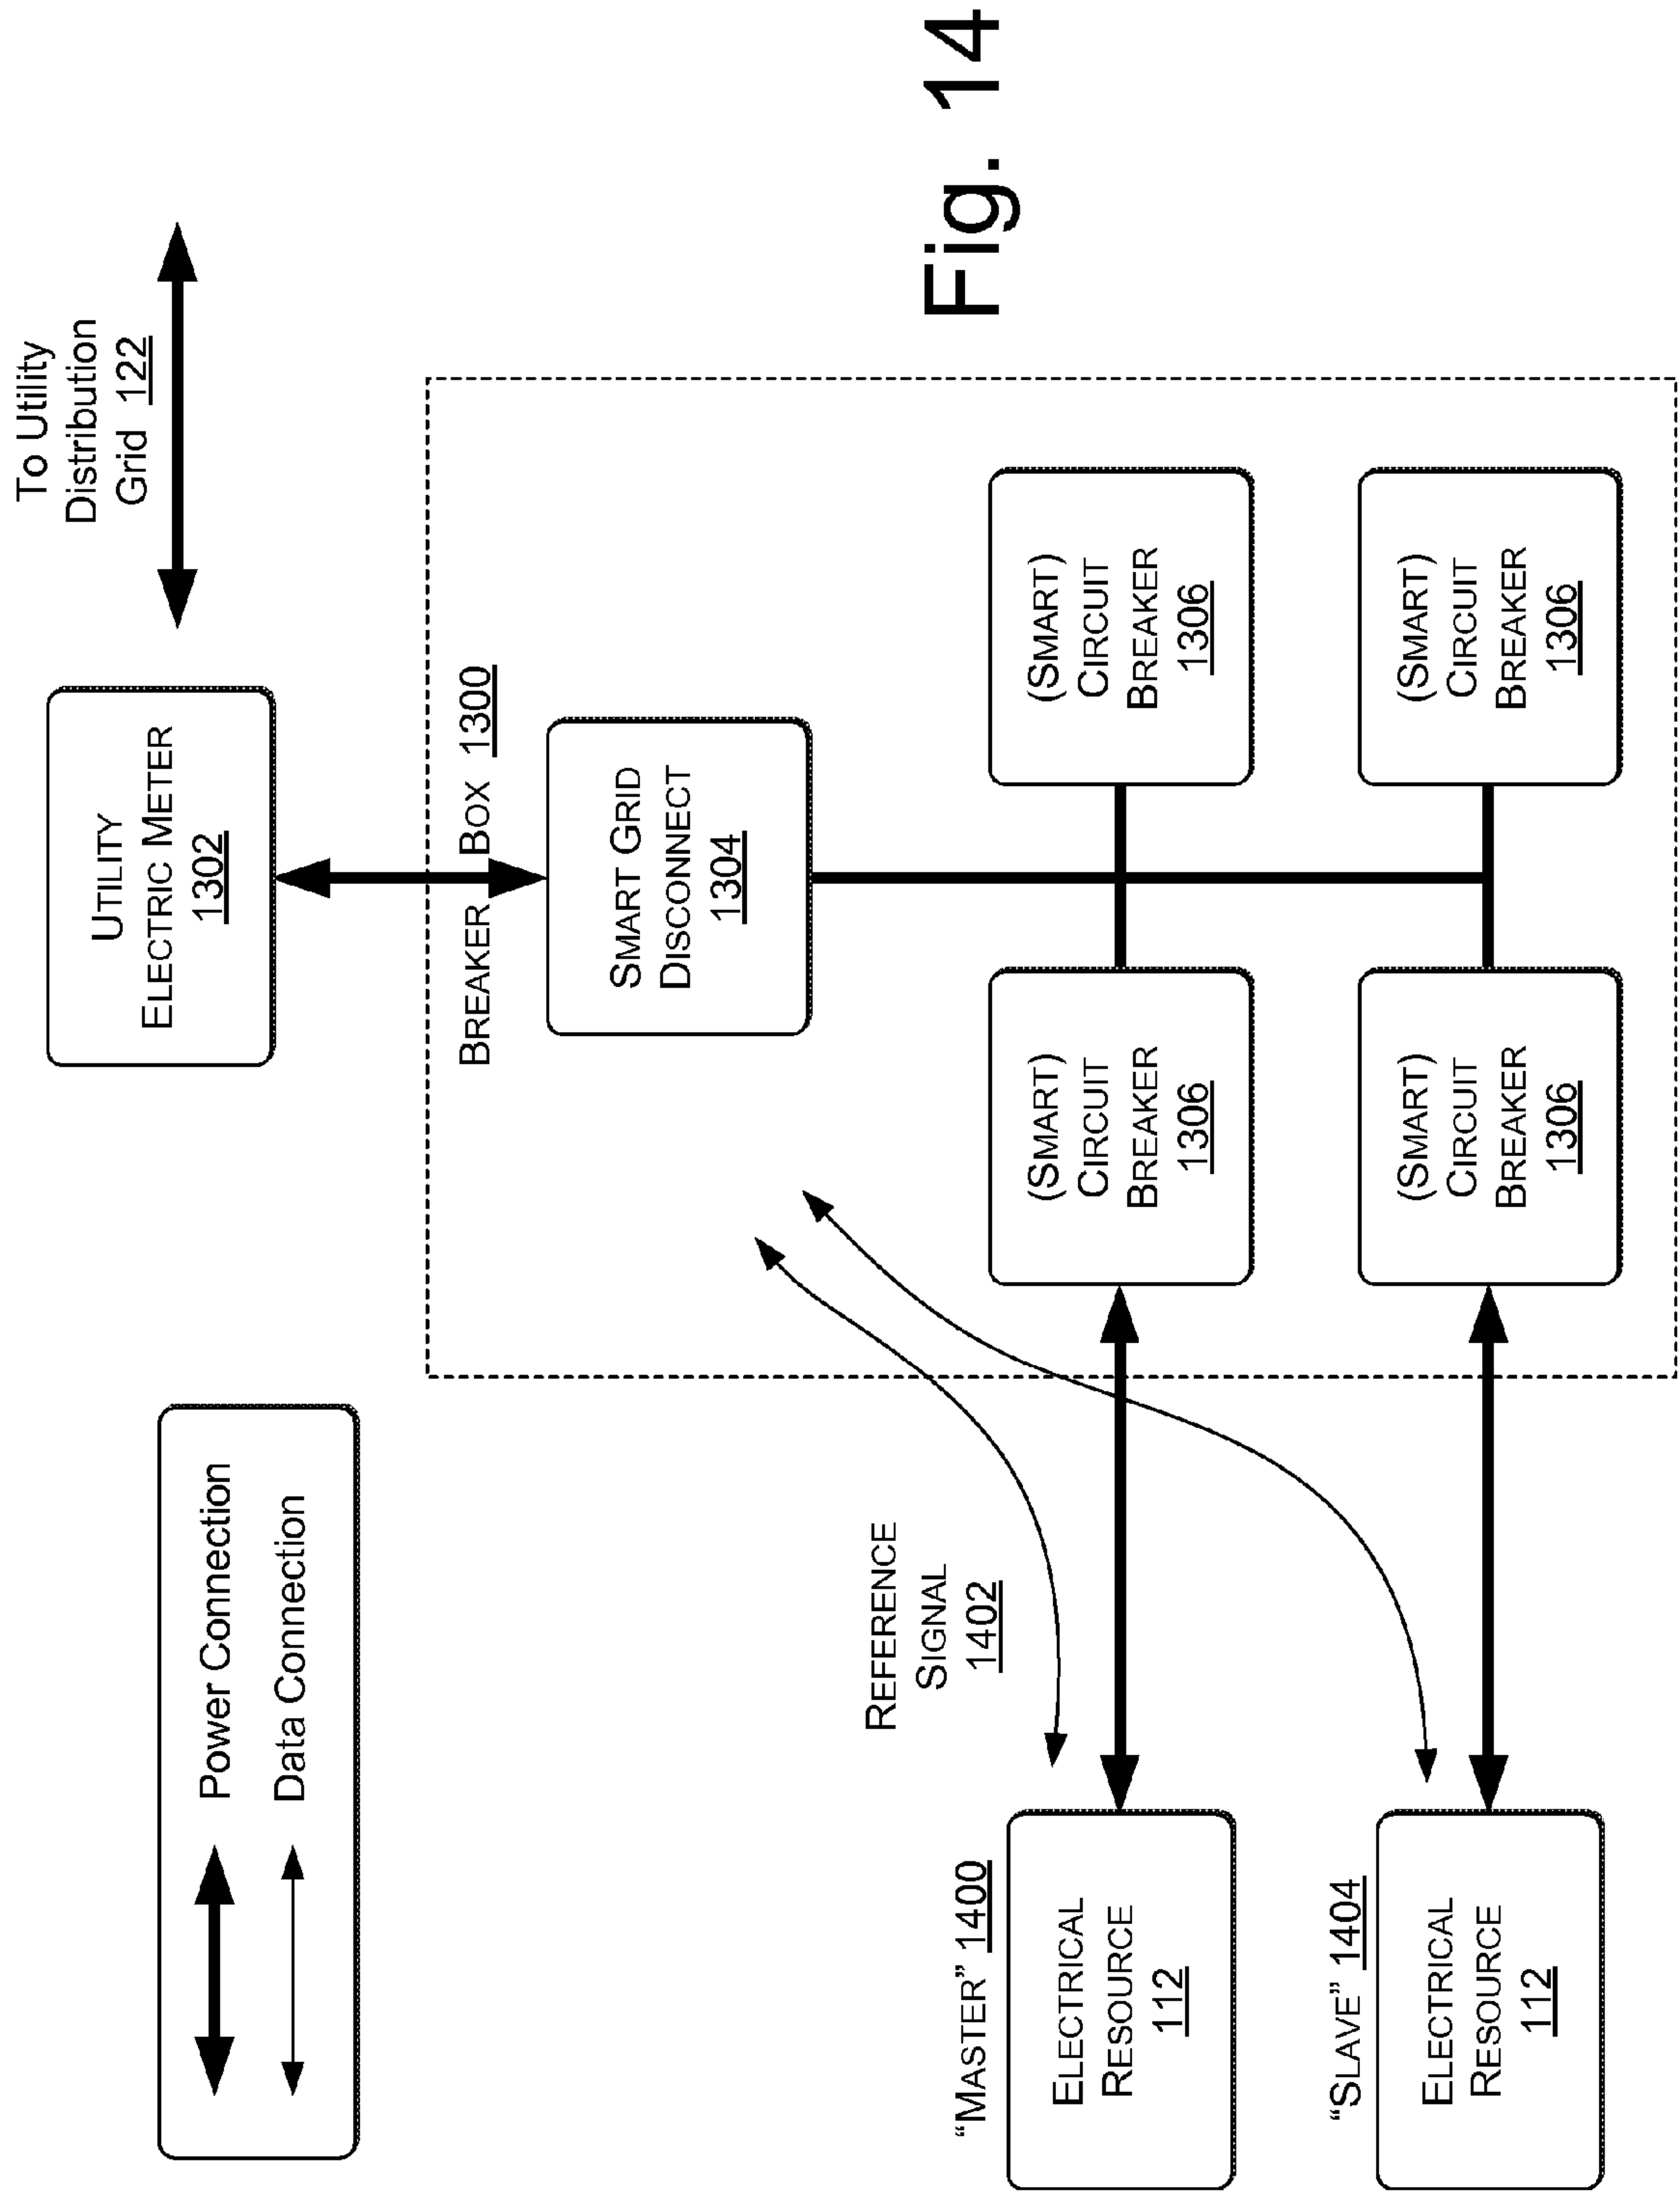 Power Connection
Data Connection
UTILITY
ELECTRIC METER
1302
To Utility
Distribution
Grid 122
BREAKER BOX 1300
SMART GRID
DISCONNECT
1304
REFERENCE
SIGNAL
1402
"MASTER" 1400
ELECTRICAL
RESOURCE
112
(SMART)
CIRCUIT
BREAKER
1306
(SMART)
CIRCUIT
BREAKER
1306
"SLAVE" 1404
ELECTRICAL
RESOURCE
112
(SMART)
CIRCUIT
BREAKER
1306
(SMART)
CIRCUIT
BREAKER
1306
Fig. 14